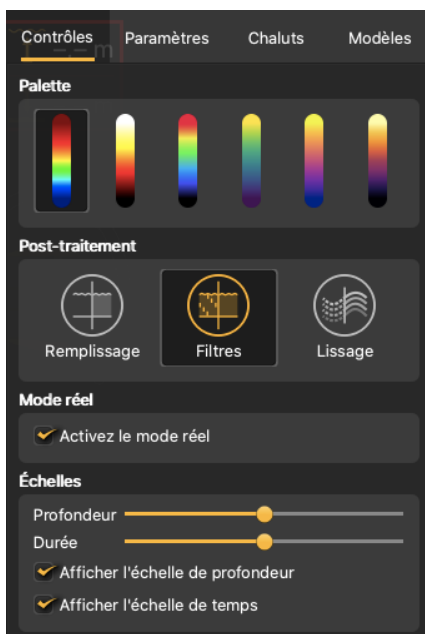 Contrôles Paramètres Chaluts Modèles
-.- m
Palette
Post-traitement
Remplissage Filtres Lissage
Mode réel
Activez le mode réel
Échelles
Profondeur
Durée
Afficher l'échelle de profondeur
Afficher l'échelle de temps